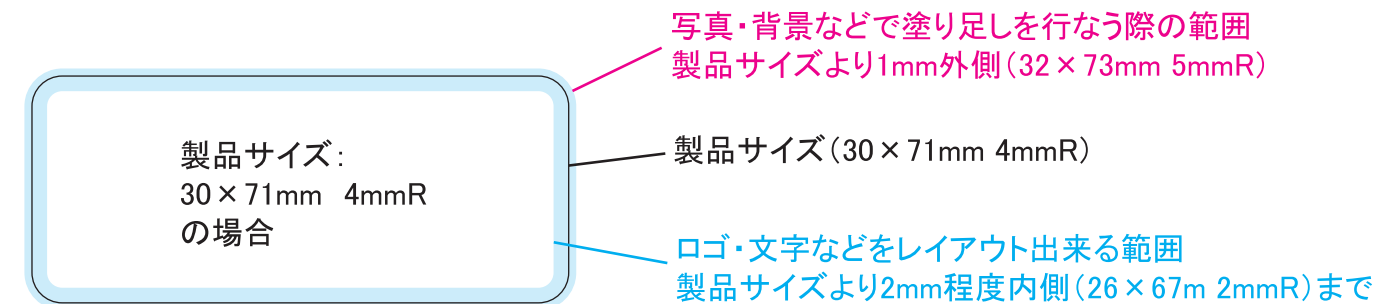 写真・背景などで塗り足しを行なう際の範囲
製品サイズより1mm外側（32×73mm 5mmR）
製品サイズ：
30×71mm　4mmR
の場合
製品サイズ（30×71mm 4mmR）
ロゴ・文字などをレイアウト出来る範囲
製品サイズより2mm程度内側（26×67m 2mmR）まで